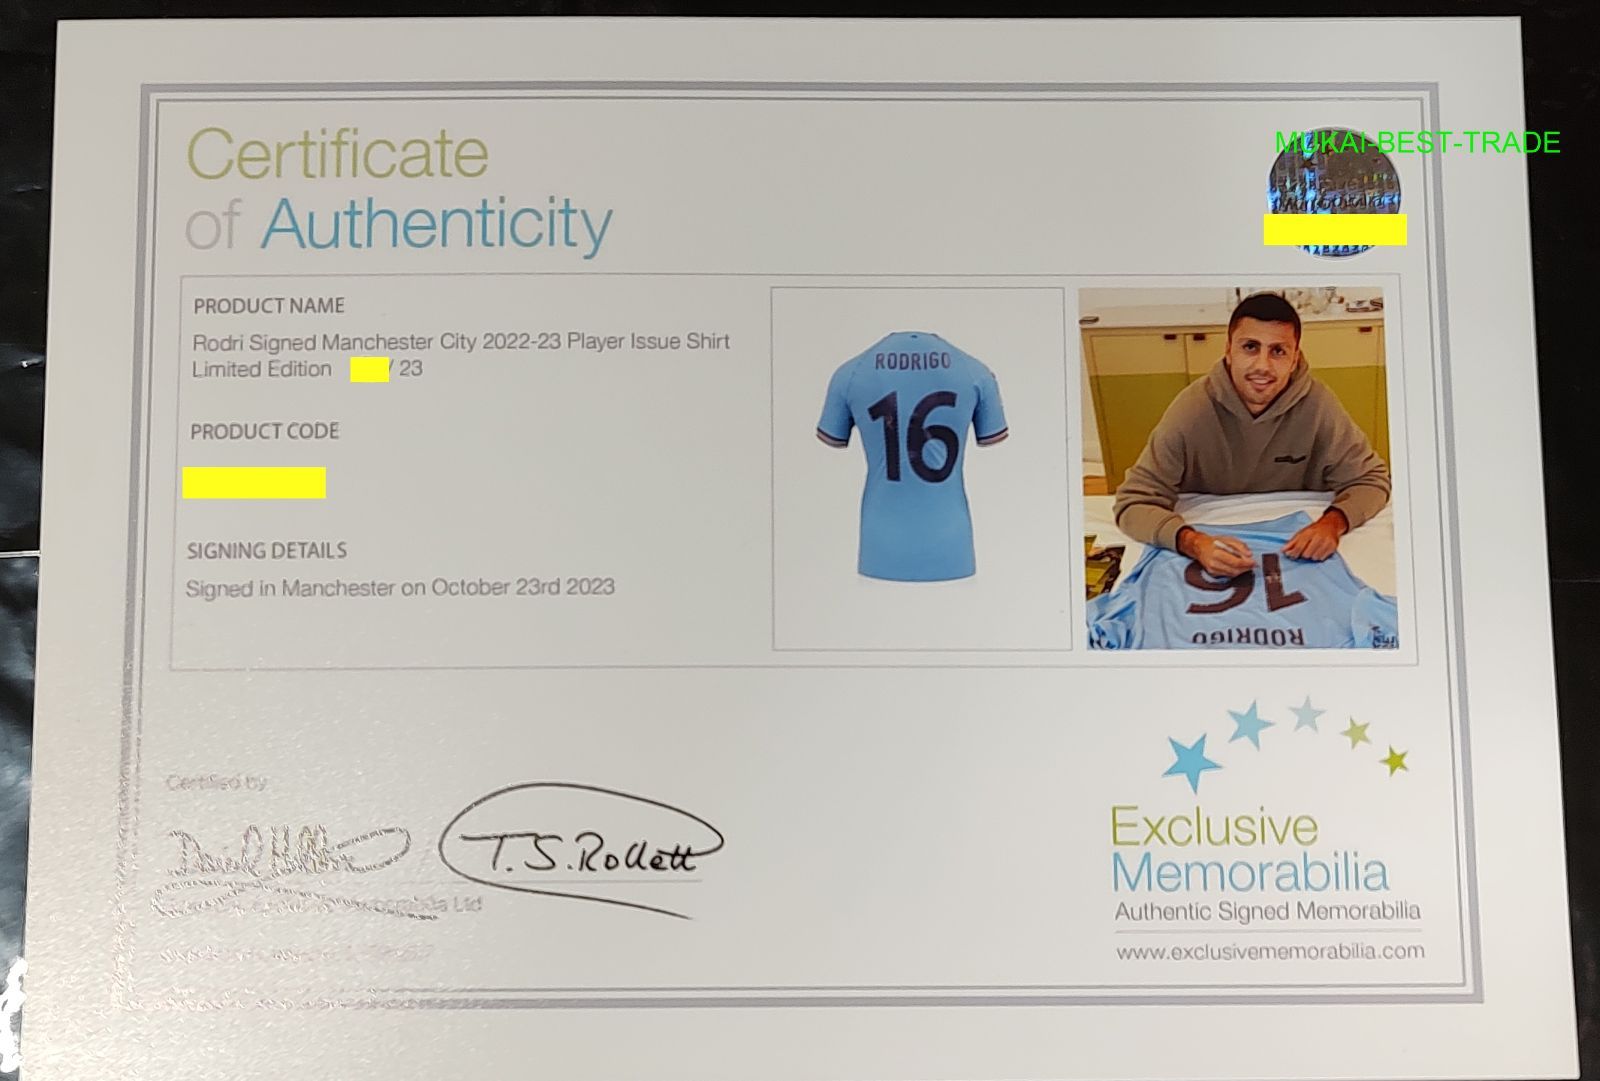 Certificate
of Authenticity
MUKAI-BEST-TRADE
PRODUCT NAME
Rodri Signed Manchester City 2022-23 Player Issue Shirt
Limited Edition / 23
PRODUCT CODE
SIGNING DETAILS
Signed in Manchester on October 23rd 2023
RODRIGO
16
16
RODRIGO
Certified by
T.S.Rollett
Ltd
Exclusive
Memorabilia
Authentic Signed Memorabilia
www.exclusivememorabilia.com